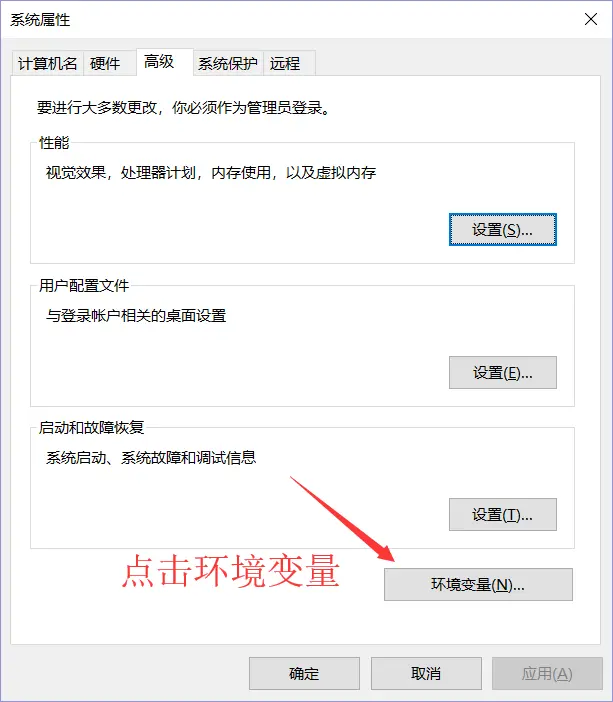 系统属性
计算机名 硬件 高级 系统保护 远程
要进行大多数更改，你必须作为管理员登录。
性能
视觉效果，处理器计划，内存使用，以及虚拟内存
设置(S)...
用户配置文件
与登录帐户相关的桌面设置
设置(E)...
启动和故障恢复
系统启动、系统故障和调试信息
设置(T)...
点击环境变量
环境变量(N)...
确定 取消 应用(A)